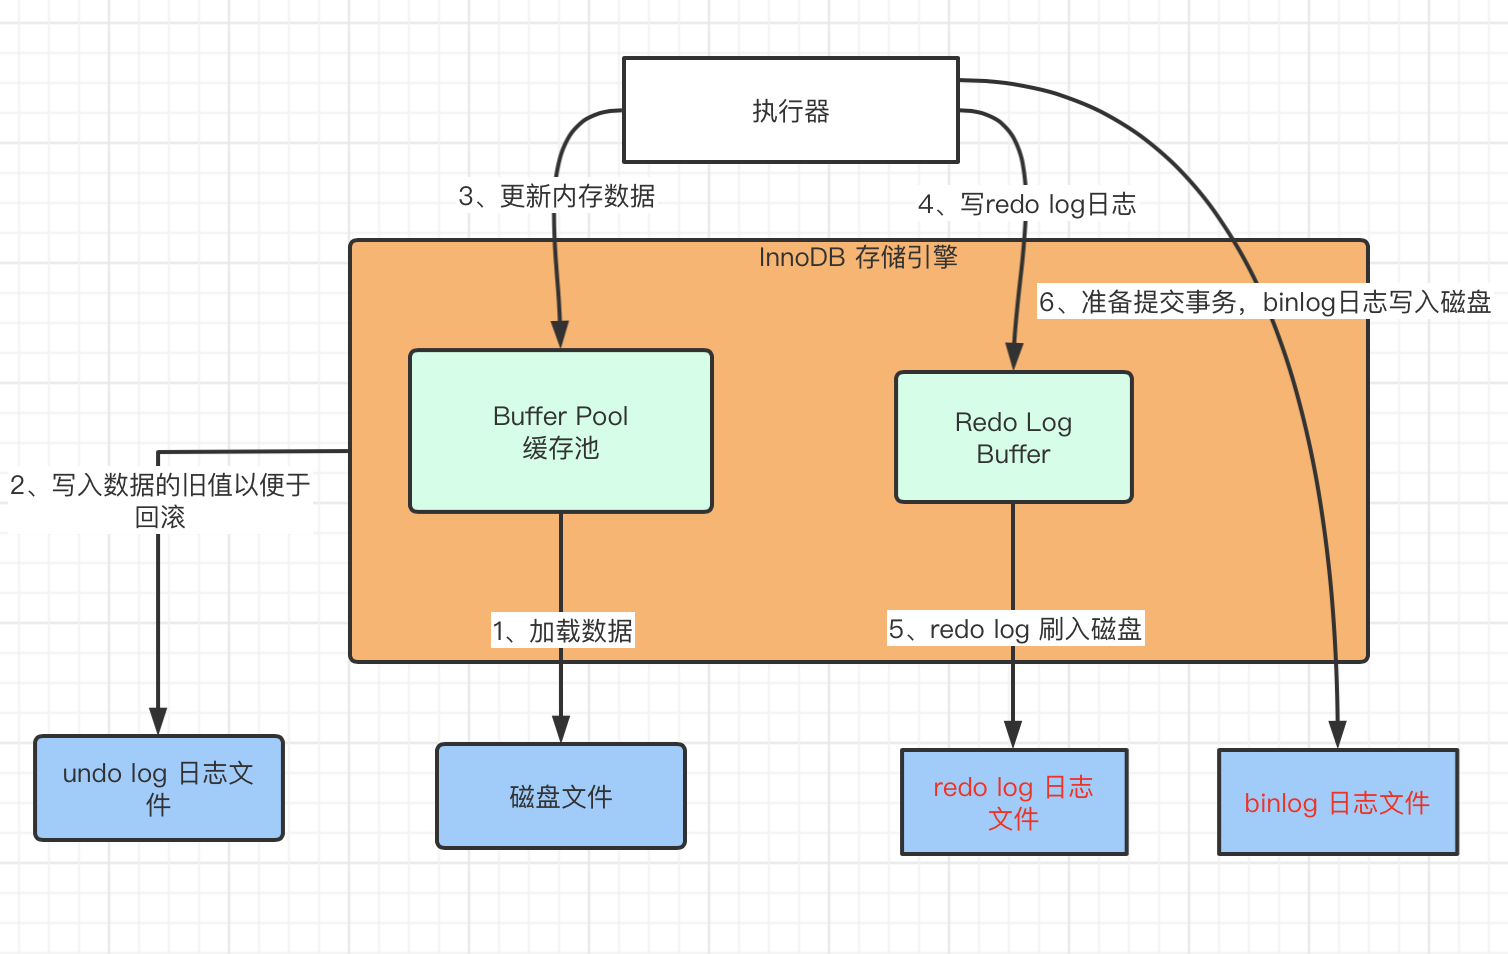 执行器
3、更新内存数据
4、写redo log日志
InnoDB 存储引擎
6、准备提交事务，binlog日志写入磁盘
Buffer Pool
缓存池
Redo Log
Buffer
2、写入数据的旧值以便于
回滚
1、加载数据
5、redo log 刷入磁盘
undo log 日志文
件
磁盘文件
redo log 日志
文件
binlog 日志文件